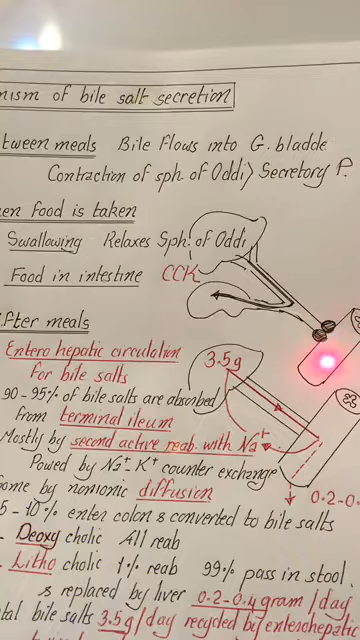 nism of bile salt secretion
tween meals Bile Flows into G. bladde
Contraction of sph. of Oddi > Secretory P.
en Food is taken
Swallowing Relaxes Sph. of Oddi
Food in intestine CCK
After meals
Entero hepatic circulation
for bile salts
3.5g
90-95% of bile salts are absorbed
from terminal ileum
Mostly by second active reab. with Na+
Powed by Na+ K+ counter exchange
some by nonionic diffusion
0.2-0.
5-10% enter colon & converted to bile salts
- Deoxy cholic All reab
- Litho cholic 1% reab 99% pass in stool
& replaced by liver 0.2-0.4 gram/day
tal bile salts 3.5g/day recycled by enterohepatic